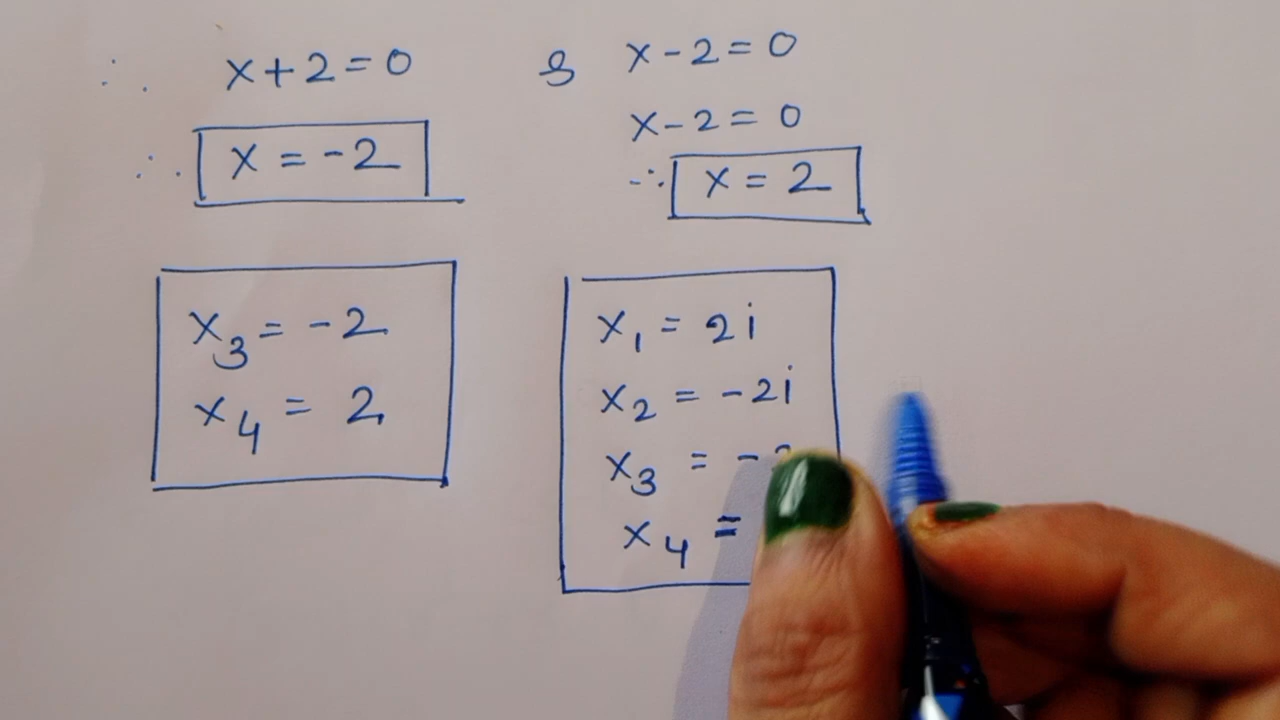 ∴ x+2=0 & x-2=0
x-2=0
∴ x=-2 ∴ x=2
x₃=-2
x₄=2
x₁=2i
x₂=-2i
x₃=-
x₄=